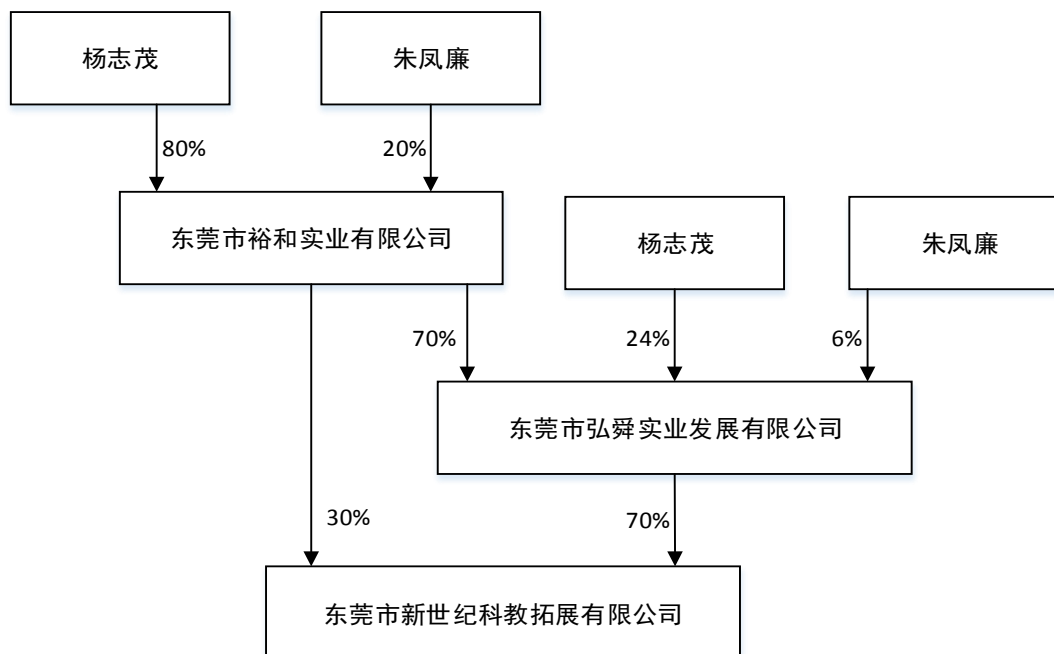 杨志茂
朱凤廉
80%
20%
东莞市裕和实业有限公司
杨志茂
朱凤廉
70%
24%
6%
东莞市弘舜实业发展有限公司
30%
70%
东莞市新世纪科教拓展有限公司